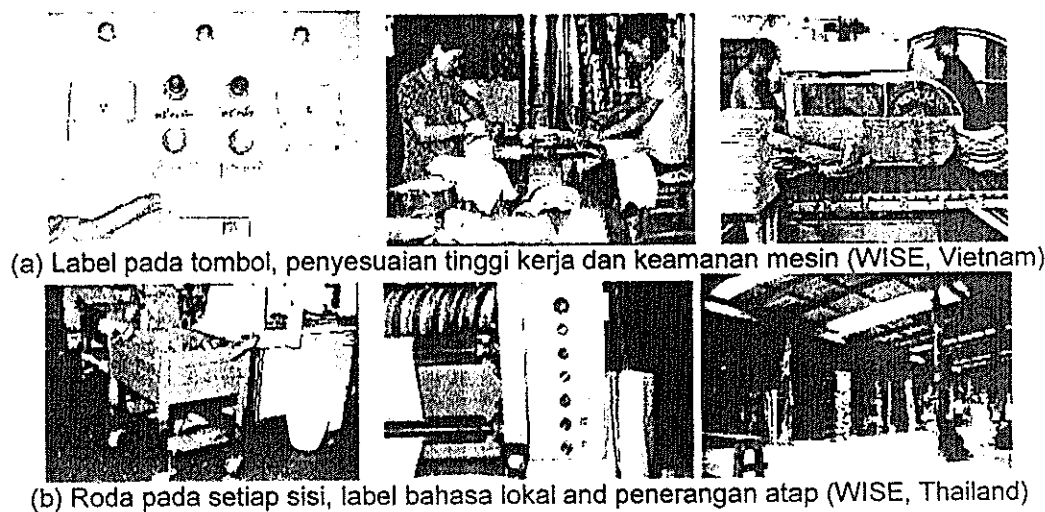 (a) Label pada tombol, penyesuaian tinggi kerja dan keamanan mesin (WISE, Vietnam)
(b) Roda pada setiap sisi, label bahasa lokal and penerangan atap (WISE, Thailand)